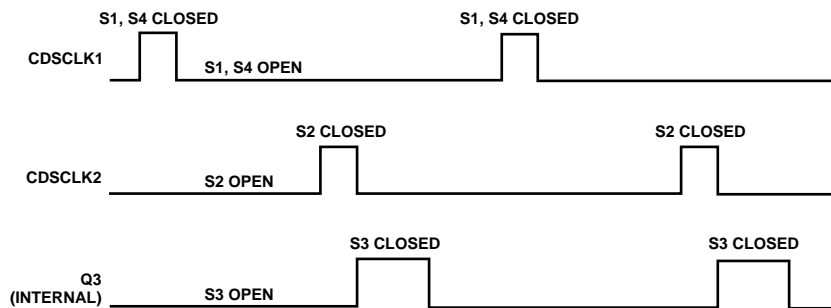 S1, S4 CLOSED
S1, S4 CLOSED
CDSCLK1
S1, S4 OPEN
S2 CLOSED
S2 CLOSED
CDSCLK2
S2 OPEN
S3 CLOSED
S3 CLOSED
Q3
(INTERNAL)
S3 OPEN